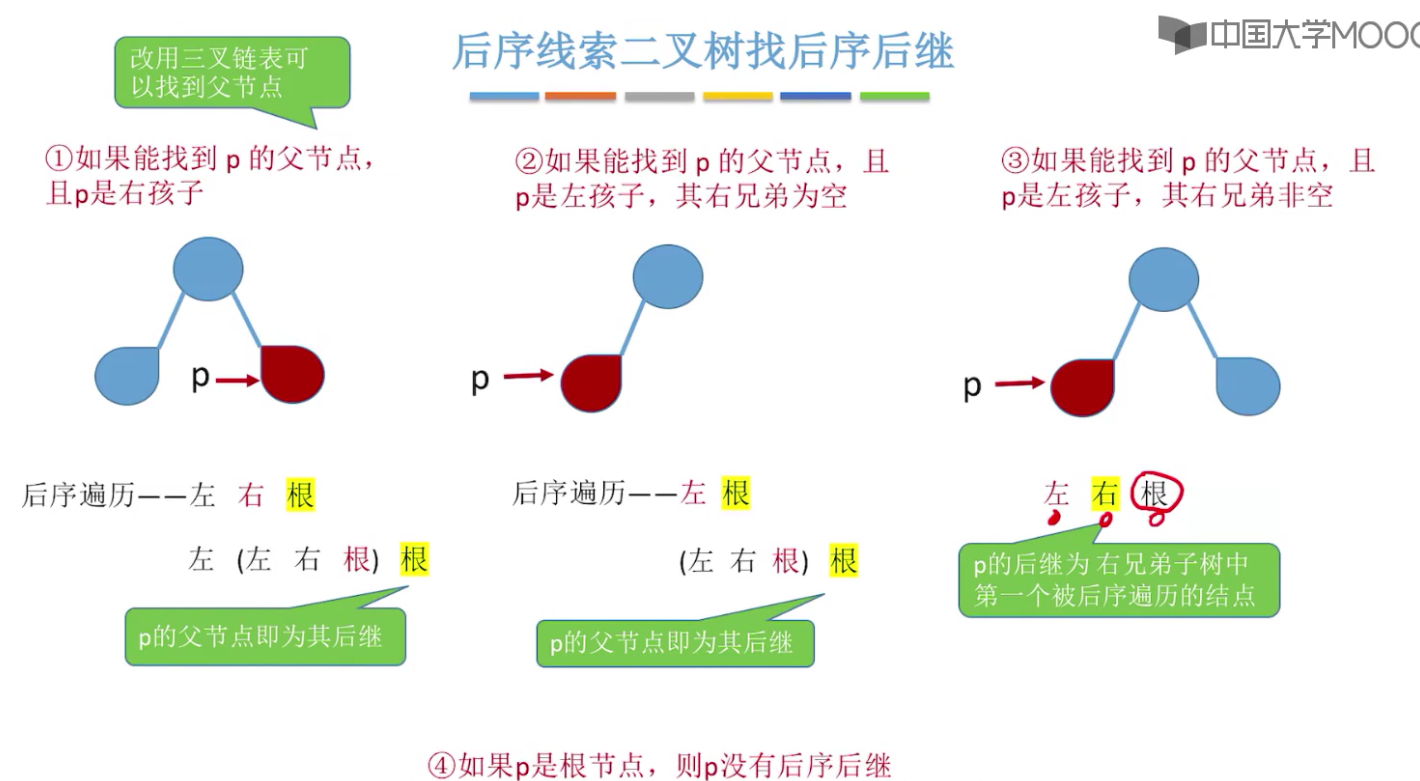 中国大学MOOC
后序线索二叉树找后序后继
改用三叉链表可
以找到父节点
①如果能找到 p 的父节点,
且p是右孩子
p
后序遍历——左 右 根
左 (左 右 根) 根
p的父节点即为其后继
②如果能找到 p 的父节点，且
p是左孩子，其右兄弟为空
p
后序遍历——左 根
(左 右 根) 根
p的父节点即为其后继
③如果能找到 p 的父节点，且
p是左孩子，其右兄弟非空
p
左 右 根
p的后继为 右兄弟子树中
第一个被后序遍历的结点
④如果p是根节点，则p没有后序后继